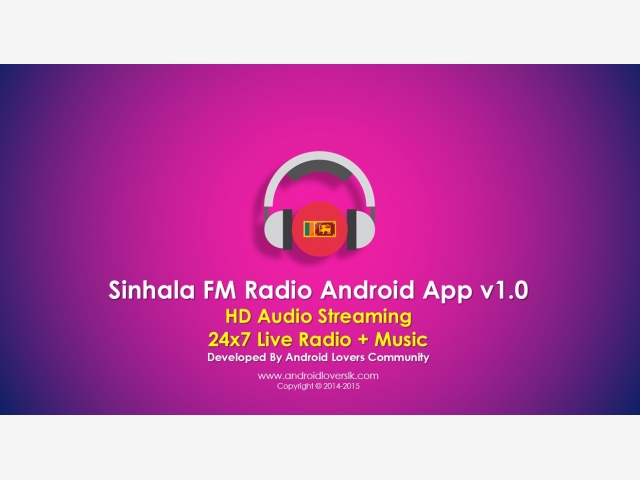 Sinhala FM Radio Android App v1.0
HD Audio Streaming
24x7 Live Radio + Music
Developed By Android Lovers Community
www.androidloverslk.com
Copyright © 2014-2015